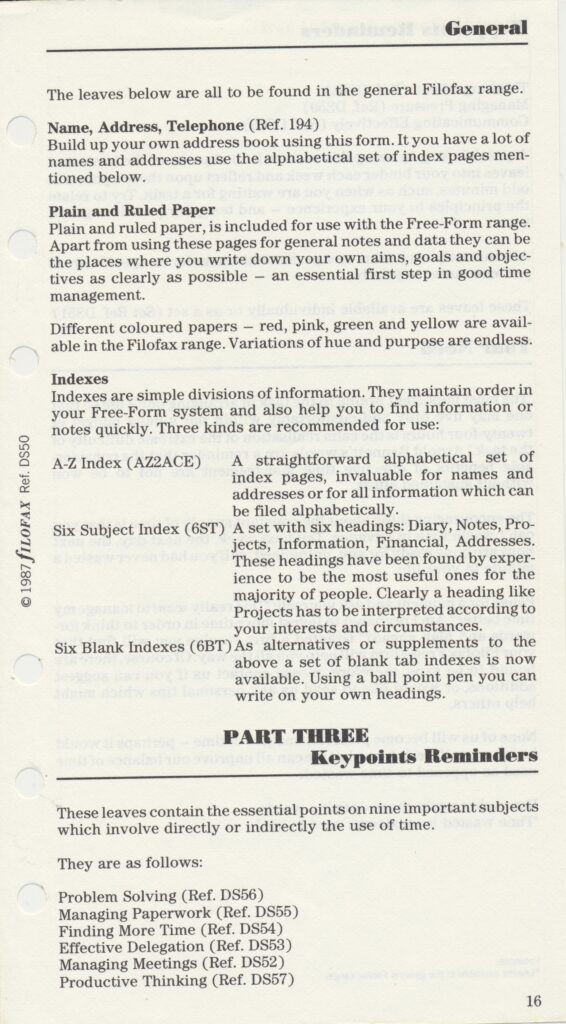 General
The leaves below are all to be found in the general Filofax range.
Name, Address, Telephone (Ref. 194)
Build up your own address book using this form. It you have a lot of
names and addresses use the alphabetical set of index pages men-
tioned below.
Plain and Ruled Paper
Plain and ruled paper, is included for use with the Free-Form range.
Apart from using these pages for general notes and data they can be
the places where you write down your own aims, goals and objec-
tives as clearly as possible – an essential first step in good time
management.
Different coloured papers – red, pink, green and yellow are avail-
able in the Filofax range. Variations of hue and purpose are endless.
Indexes
Indexes are simple divisions of information. They maintain order in
your Free-Form system and also help you to find information or
notes quickly. Three kinds are recommended for use:
A-Z Index (AZ2ACE) A straightforward alphabetical set of
index pages, invaluable for names and
addresses or for all information which can
be filed alphabetically.
Six Subject Index (6ST) A set with six headings: Diary, Notes, Pro-
jects, Information, Financial, Addresses.
These headings have been found by exper-
ience to be the most useful ones for the
majority of people. Clearly a heading like
Projects has to be interpreted according to
your interests and circumstances.
Six Blank Indexes (6BT) As alternatives or supplements to the
above a set of blank tab indexes is now
available. Using a ball point pen you can
write on your own headings.
PART THREE
Keypoints Reminders
These leaves contain the essential points on nine important subjects
which involve directly or indirectly the use of time.
They are as follows:
Problem Solving (Ref. DS56)
Managing Paperwork (Ref. DS55)
Finding More Time (Ref. DS54)
Effective Delegation (Ref. DS53)
Managing Meetings (Ref. DS52)
Productive Thinking (Ref. DS57)
16
© 1987 fILOFAX Ref. DS50